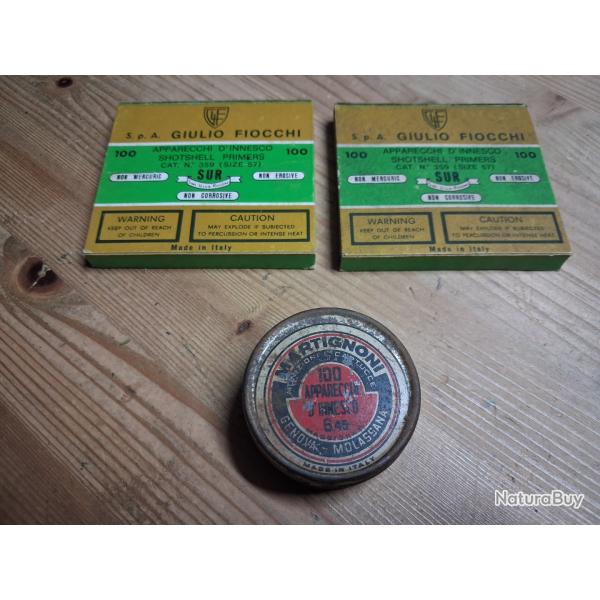 S.p.A. GIULIO FIOCCHI
100 APPARECCHI D'INNESCO 100
SHOTSHELL PRIMERS
CAT. N.° 359 (SIZE 57)
SUR
NON MERCURIC
NON EROSIVE
NON CORROSIVE
WARNING
KEEP OUT OF REACH
OF CHILDREN
CAUTION
MAY EXPLODE IF SUBJECTED
TO PERCUSSION OR INTENSE HEAT
Made in Italy
S.p.A. GIULIO FIOCCHI
100 APPARECCHI D'INNESCO 100
SHOTSHELL PRIMERS
CAT. N.° 359 (SIZE 57)
SUR
NON MERCURIC
NON EROSIVE
NON CORROSIVE
WARNING
KEEP OUT OF REACH
OF CHILDREN
CAUTION
MAY EXPLODE IF SUBJECTED
TO PERCUSSION OR INTENSE HEAT
Made in Italy
MARTIGNONI
CARTUCCE
100
APPARECCHI
D'INNESCO
6,45
GENOVA - MOLASSANA
MADE IN ITALY
NaturaBuy